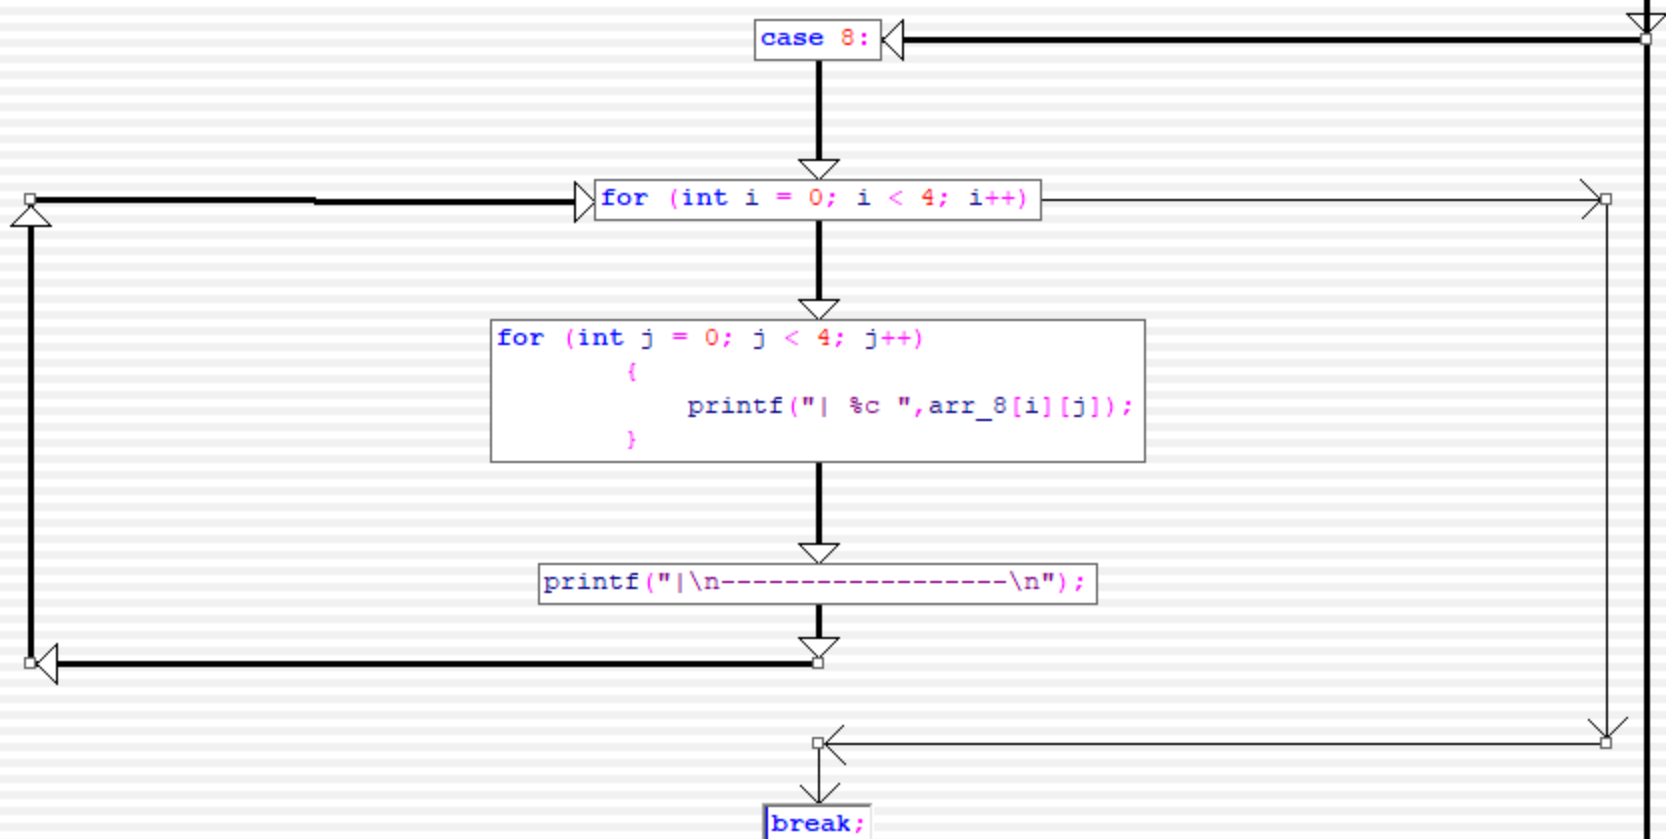 case 8:
for (int i = 0; i < 4; i++)
for (int j = 0; j < 4; j++)
{
printf("| %c ",arr_8[i][j]);
}
printf("|\n------------------\n");
break;